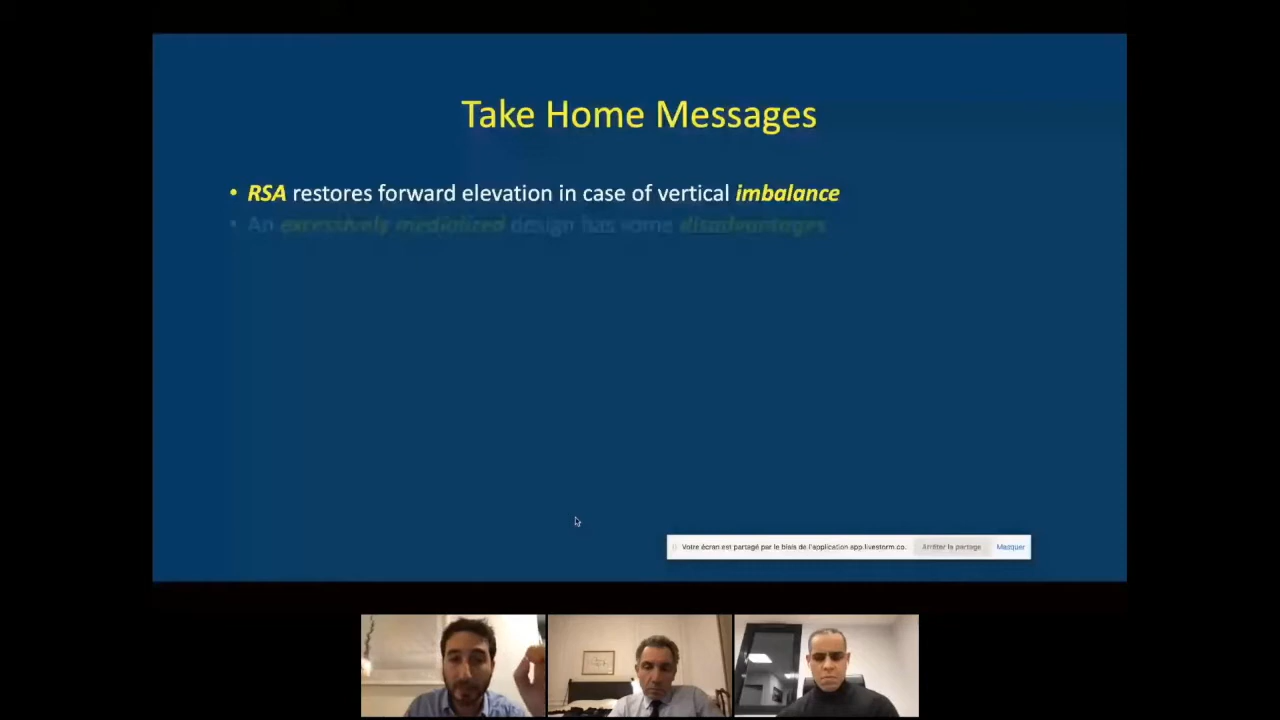 Take Home Messages
• RSA restores forward elevation in case of vertical imbalance
• An excessively medialized design has some disadvantages
Votre écran est partagé par le biais de l'application app.livestorm.co. Arrêter le partage Masquer